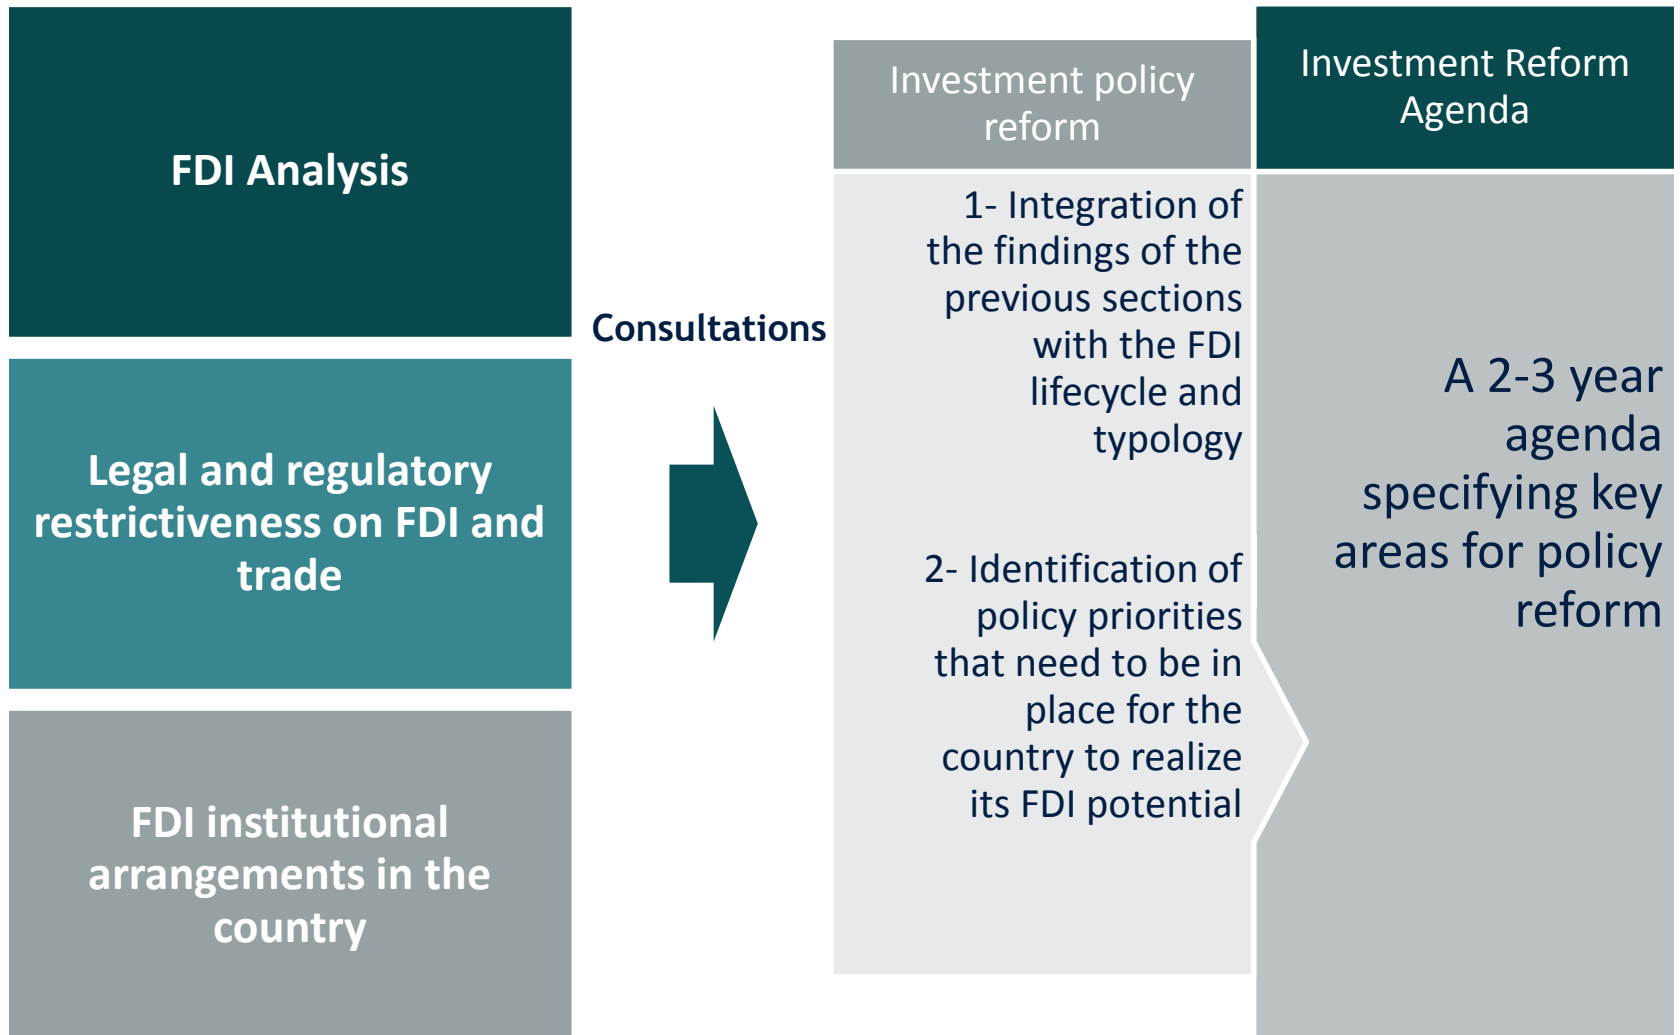 FDI Analysis
Legal and regulatory
restrictiveness on FDI and
trade
FDI institutional
arrangements in the
country
Consultations
Investment policy
reform
1- Integration of
the findings of the
previous sections
with the FDI
lifecycle and
typology
2- Identification of
policy priorities
that need to be in
place for the
country to realize
its FDI potential
Investment Reform
Agenda
A 2-3 year
agenda
specifying key
areas for policy
reform